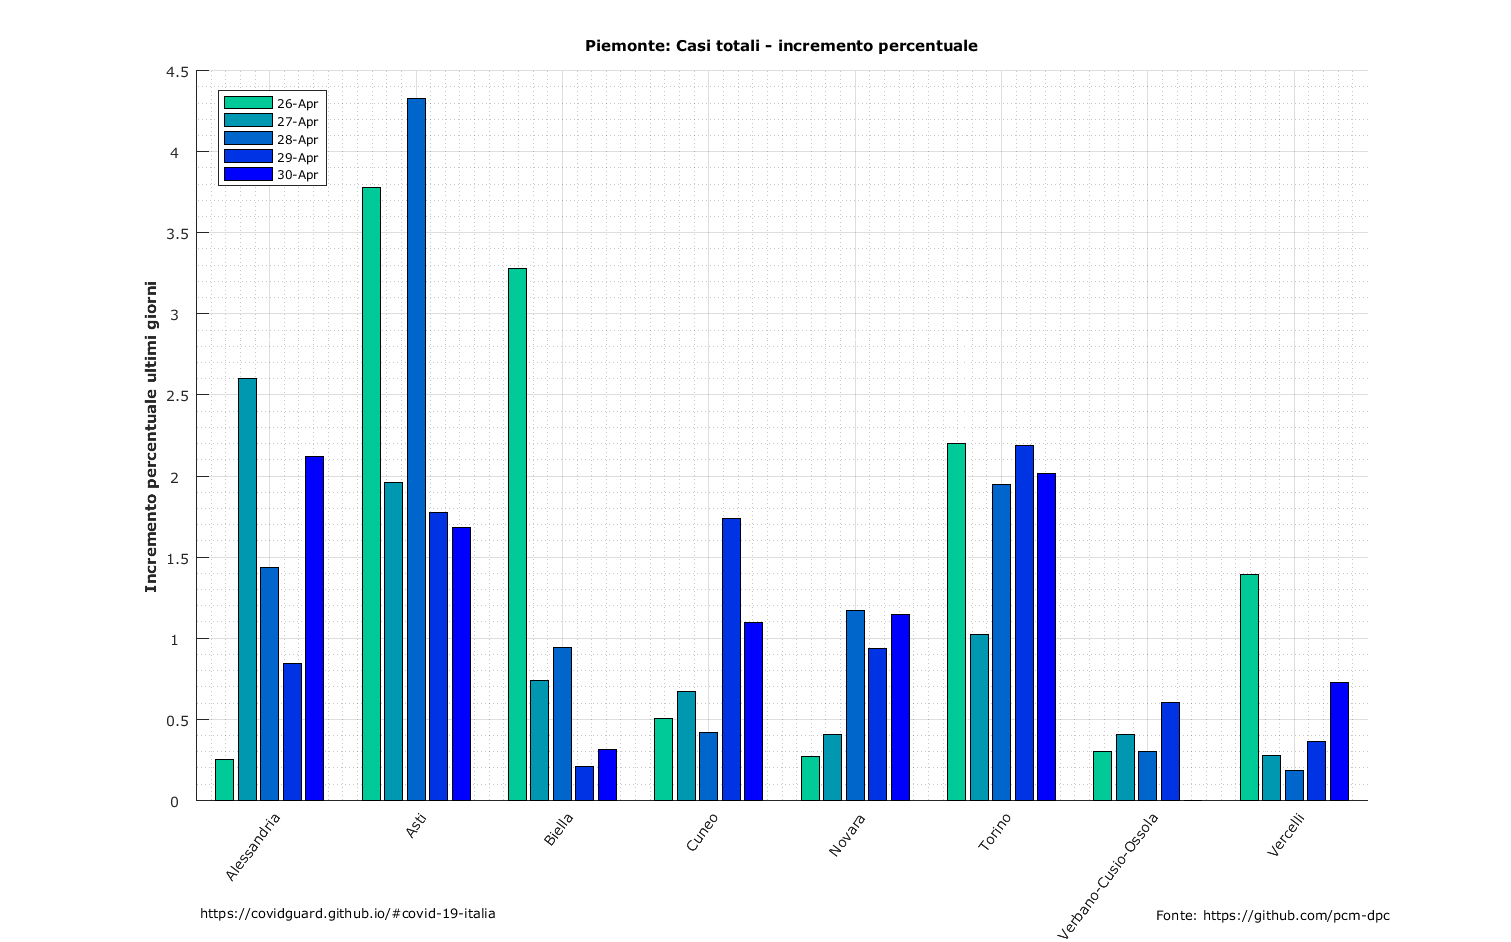 Piemonte: Casi totali - incremento percentuale
4.5
4
3.5
3
2.5
2
1.5
1
0.5
0
Incremento percentuale ultimi giorni
26-Apr
27-Apr
28-Apr
29-Apr
30-Apr
Alessandria
Asti
Biella
Cuneo
Novara
Torino
Verbano-Cusio-Ossola
Vercelli
https://covidguard.github.io/#covid-19-italia
Fonte: https://github.com/pcm-dpc